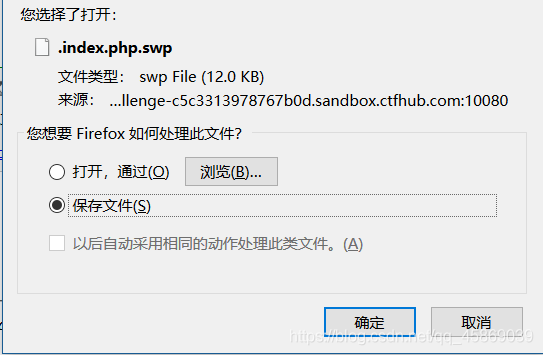 您选择了打开：
.index.php.swp
文件类型： swp File (12.0 KB)
来源： ...llenge-c5c3313978767b0d.sandbox.ctfhub.com:10080
您想要 Firefox 如何处理此文件?
打开，通过(O) 浏览(B)...
保存文件(S)
以后自动采用相同的动作处理此类文件。(A)
确定 取消
https://blog.csdn.net/qq_45869039